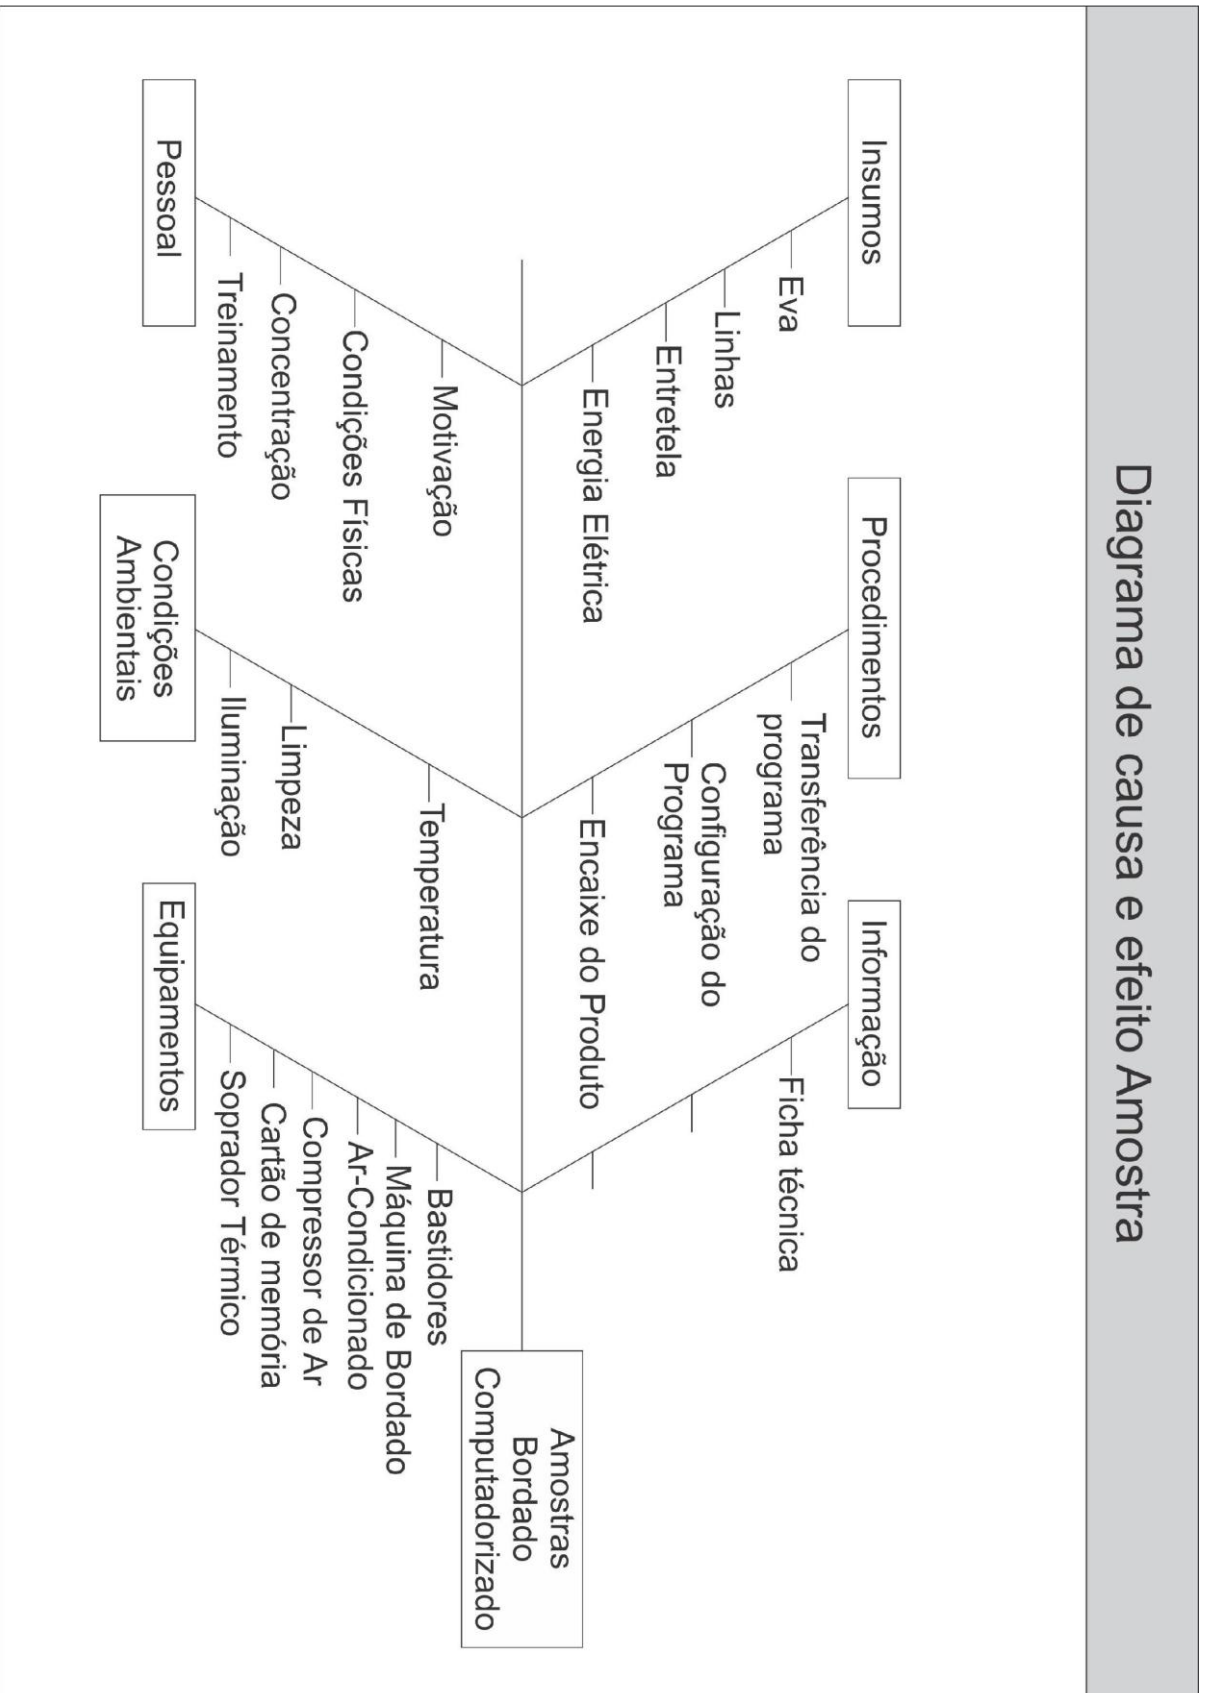 Diagrama de causa e efeito Amostra
Insumos
Eva
Linhas
Entretela
Energia Elétrica
Procedimentos
Transferência do
programa
Configuração do
Programa
Encaixe do Produto
Informação
Ficha técnica
Amostras
Bordado
Computadorizado
Motivação
Condições Físicas
Concentração
Treinamento
Pessoal
Temperatura
Limpeza
Iluminação
Condições
Ambientais
Bastidores
Máquina de Bordado
Ar-Condicionado
Compressor de Ar
Cartão de memória
Soprador Térmico
Equipamentos